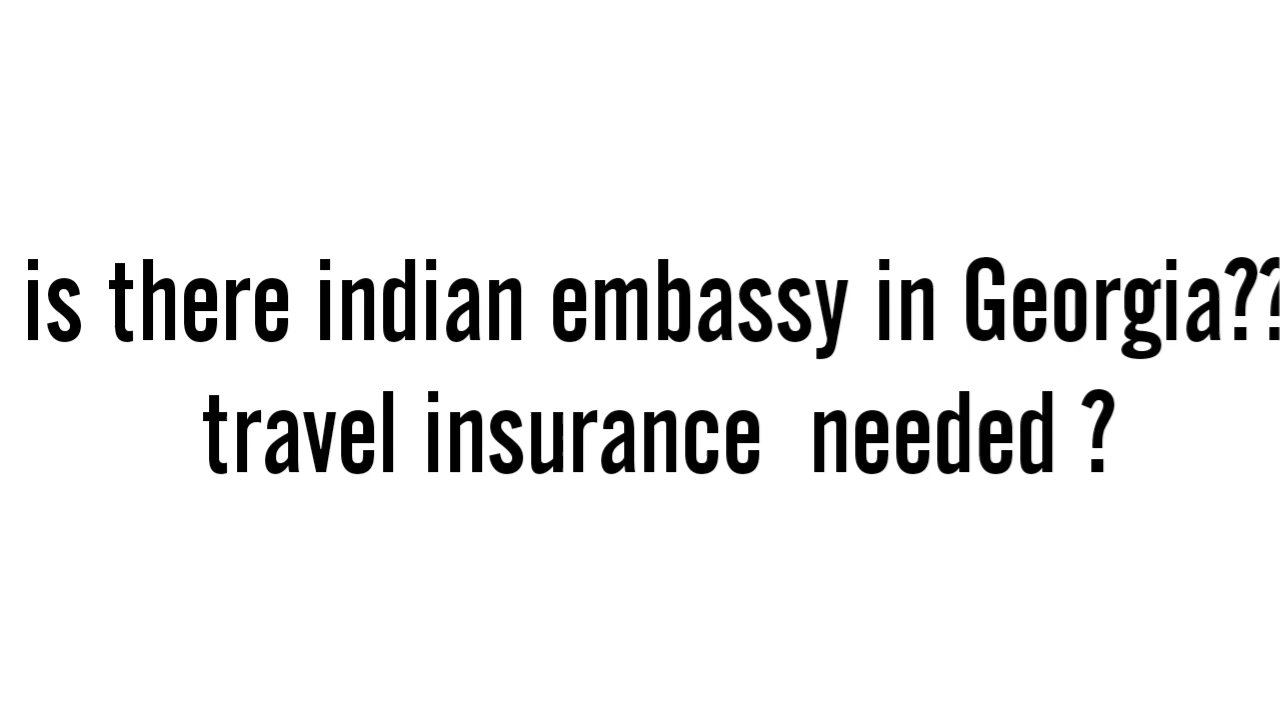 is there indian embassy in Georgia??
travel insurance  needed ?